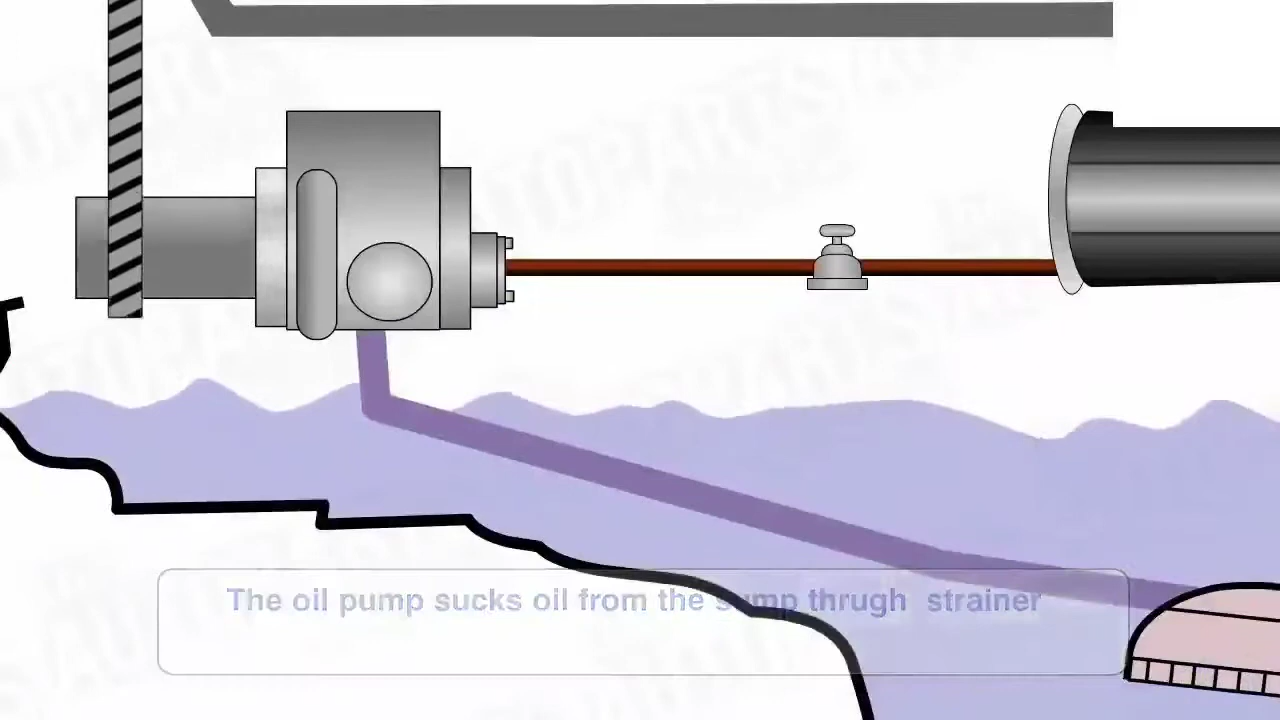 The oil pump sucks oil from the sump thrugh strainer